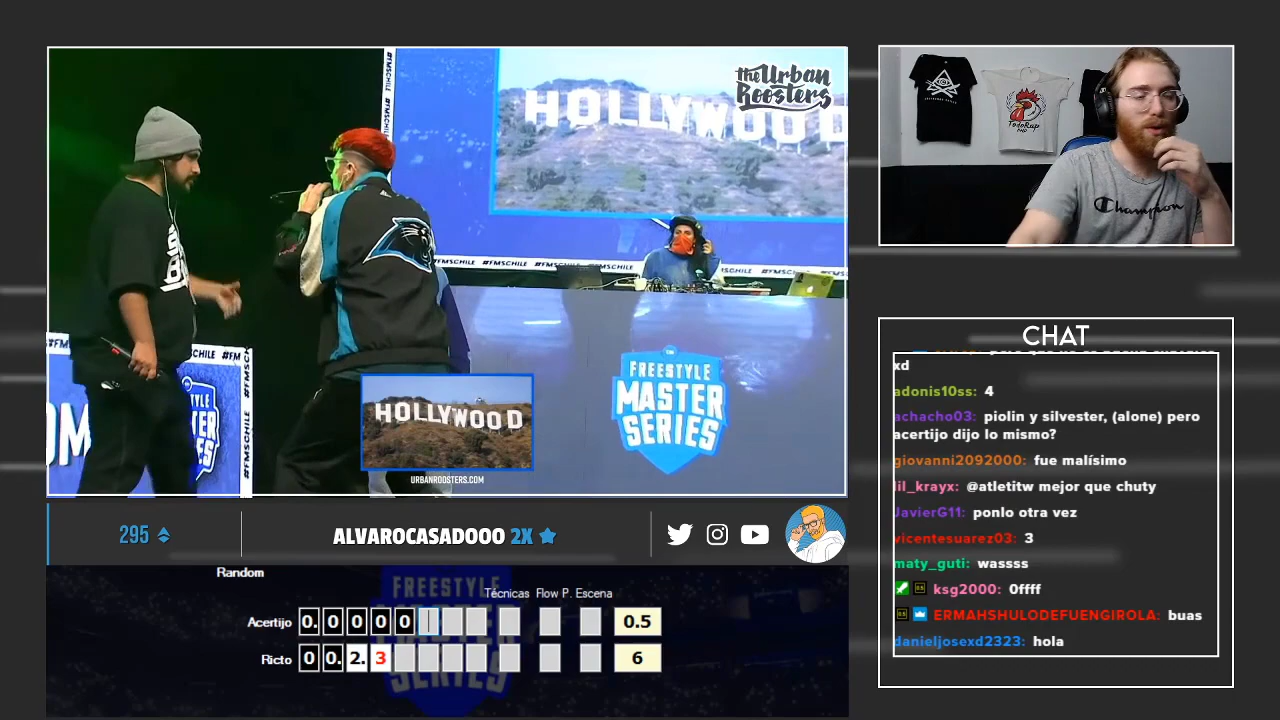 HOLLYWOOD
the Urban
Roosters
#FMSCHILE
#FMSCHILE
#FMSCHILE
FREESTYLE
MASTER
SERIES
HOLLYWOOD
URBANROOSTERS.COM
Champion
TodoRap
CHAT
xd
adonis10ss: 4
achacho03: piolin y silvester, (alone) pero
acertijo dijo lo mismo?
giovanni2092000: fue malísimo
lil_krayx: @atletitw mejor que chuty
JavierG11: ponlo otra vez
vicentesuarez03: 3
maty_guti: wassss
ksg2000: 0ffff
ERMAHSHULODEFUENGIROLA: buas
danieljosexd2323: hola
295
ALVAROCASADOOO 2X
Random
Técnicas Flow P. Escena
Acertijo 0. 0 0 0 0 0.5
Ricto 0 0. 2. 3 6